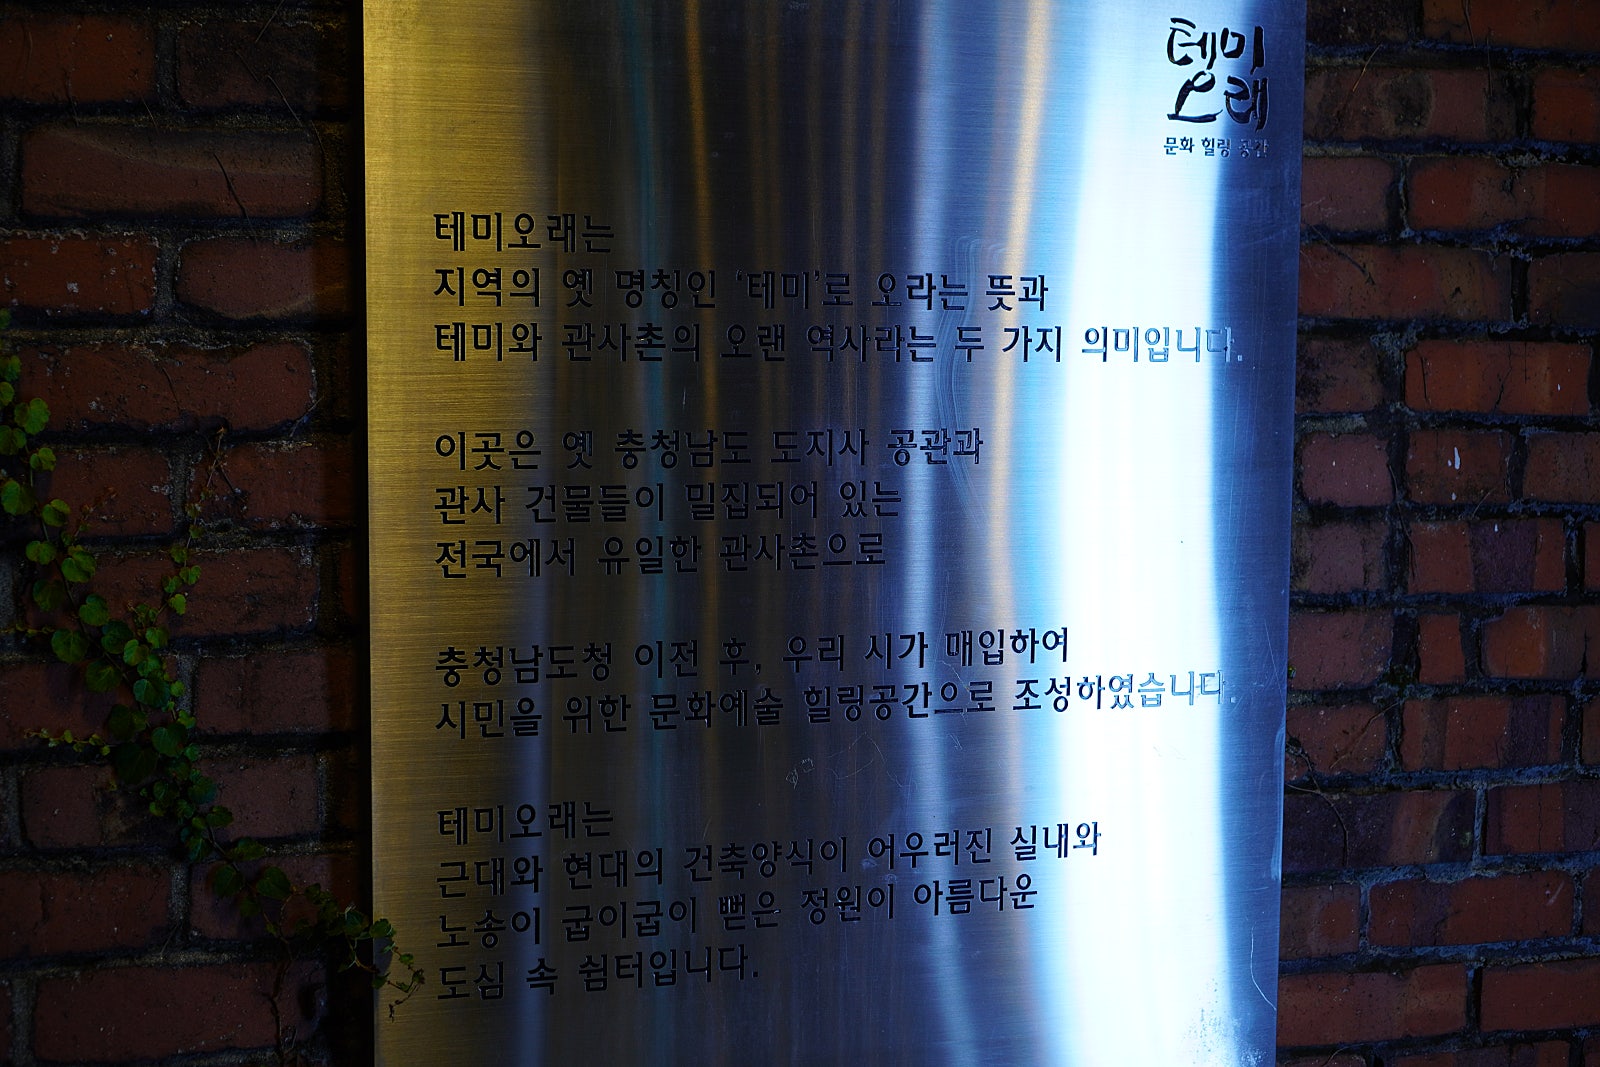 테미
오래
문화 힐링 공간
테미오래는
지역의 옛 명칭인 ‘테미’로 오라는 뜻과
테미와 관사촌의 오랜 역사라는 두 가지 의미입니다.
이곳은 옛 충청남도 도지사 공관과
관사 건물들이 밀집되어 있는
전국에서 유일한 관사촌으로
충청남도청 이전 후, 우리 시가 매입하여
시민을 위한 문화예술 힐링공간으로 조성하였습니다.
테미오래는
근대와 현대의 건축양식이 어우러진 실내와
노송이 굽이굽이 뻗은 정원이 아름다운
도심 속 쉼터입니다.